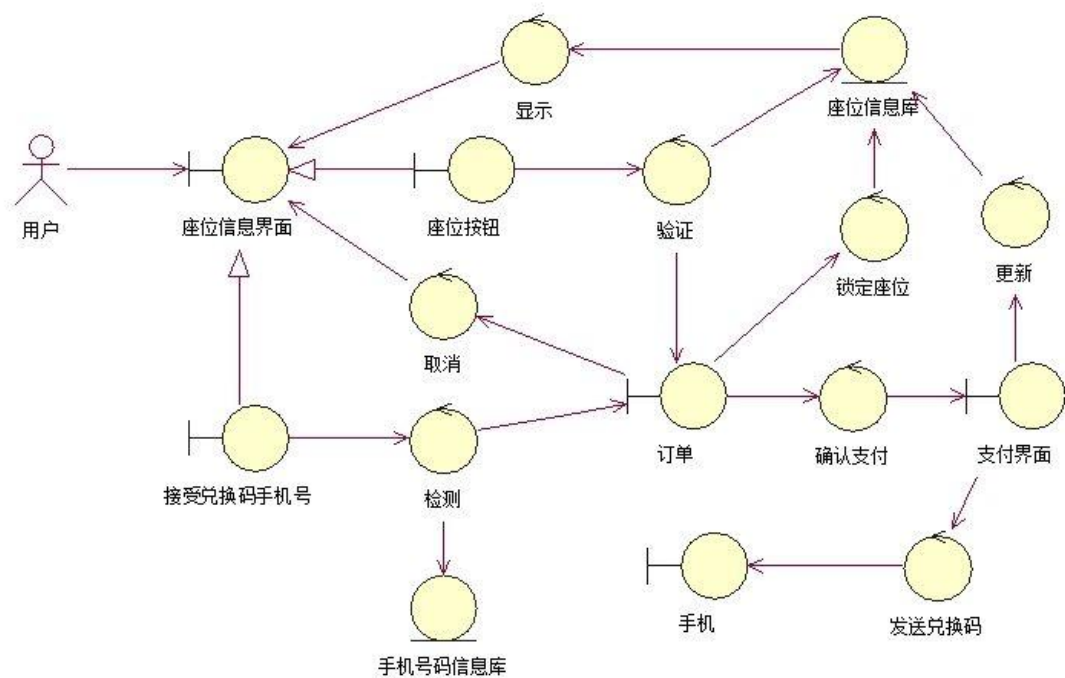 显示
座位信息库
用户
座位信息界面
座位按钮
验证
锁定座位
更新
取消
接受兑换码手机号
检测
订单
确认支付
支付界面
手机
发送兑换码
手机号码信息库